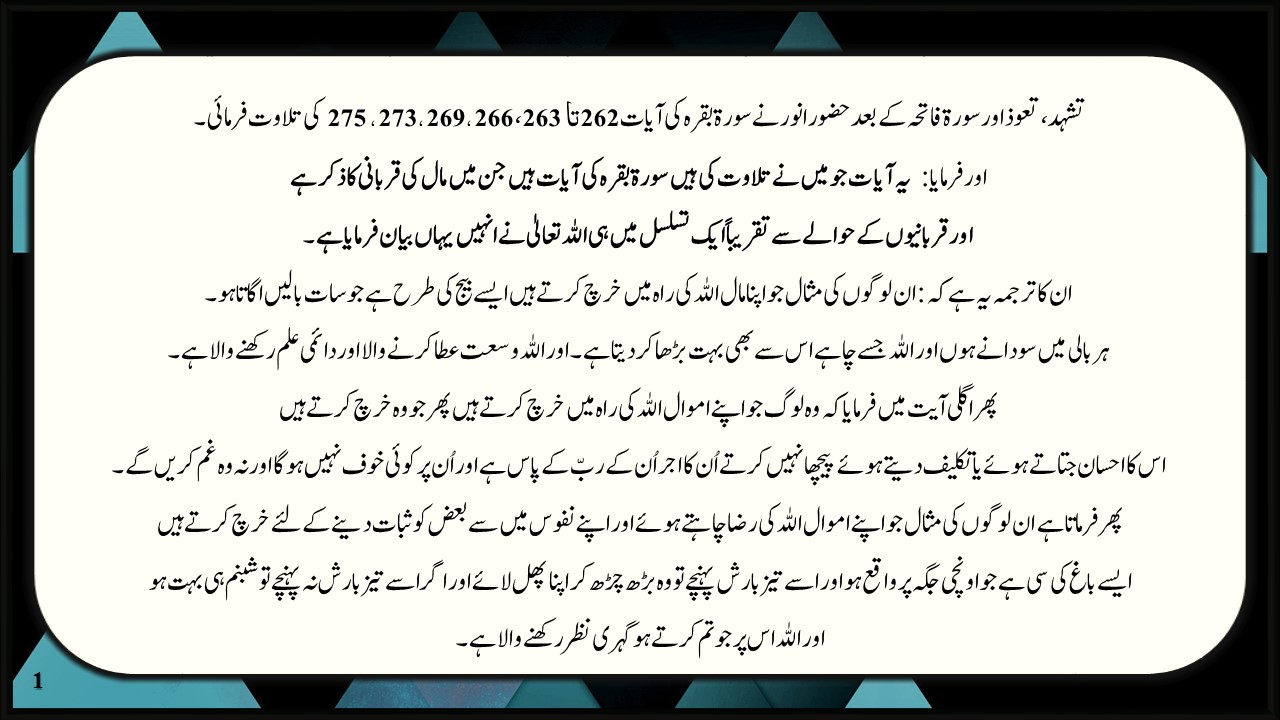 تشہد، تعوذ اور سورۃ فاتحہ کے بعد حضور انور نے سورۃ بقرہ کی آیات 262 تا 263، 266، 269، 273، 275 کی تلاوت فرمائی۔
اور فرمایا: یہ آیات جو میں نے تلاوت کی ہیں سورۃ بقرہ کی آیات ہیں جن میں مال کی قربانی کا ذکر ہے
اور قربانیوں کے حوالے سے تقریباً ایک تسلسل میں ہی اللہ تعالیٰ نے انہیں یہاں بیان فرمایا ہے۔
ان کا ترجمہ یہ ہے کہ : ان لوگوں کی مثال جو اپنا مال اللہ کی راہ میں خرچ کرتے ہیں ایسے بیج کی طرح ہے جو سات بالیں اگاتا ہو۔
ہر بالی میں سو دانے ہوں اور اللہ جسے چاہے اس سے بھی بہت بڑھا کر دیتا ہے۔ اور اللہ وسعت عطا کرنے والا اور دائمی علم رکھنے والا ہے۔
پھر اگلی آیت میں فرمایا کہ وہ لوگ جو اپنے اموال اللہ کی راہ میں خرچ کرتے ہیں پھر جو وہ خرچ کرتے ہیں
اس کا احسان جتاتے ہوئے یا تکلیف دیتے ہوئے پیچھا نہیں کرتے اُن کا اجر اُن کے ربّ کے پاس ہے اور اُن پر کوئی خوف نہیں ہو گا اور نہ وہ غم کریں گے۔
پھر فرماتا ہے ان لوگوں کی مثال جو اپنے اموال اللہ کی رضا چاہتے ہوئے اور اپنے نفوس میں سے بعض کو ثبات دینے کے لئے خرچ کرتے ہیں
ایسے باغ کی سی ہے جو اونچی جگہ پر واقع ہو اور اسے تیز بارش پہنچے تو وہ بڑھ چڑھ کر اپنا پھل لائے اور اگر اسے تیز بارش نہ پہنچے تو شبنم ہی بہت ہو
اور اللہ اس پر جو تم کرتے ہو گہری نظر رکھنے والا ہے۔
1